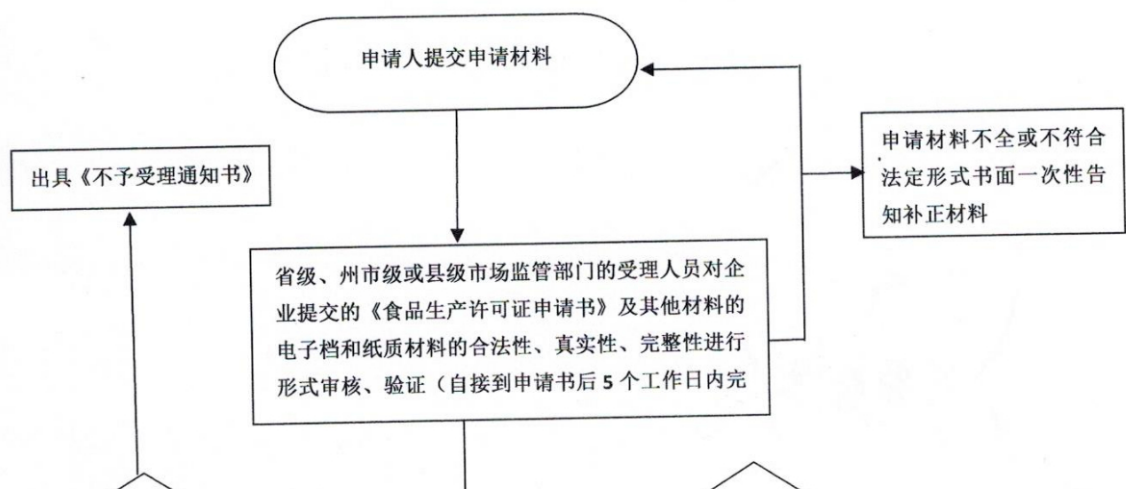 申请人提交申请材料
申请材料不全或不符合
法定形式书面一次性告
知补正材料
出具《不予受理通知书》
省级、州市级或县级市场监管部门的受理人员对企
业提交的《食品生产许可证申请书》及其他材料的
电子档和纸质材料的合法性、真实性、完整性进行
形式审核、验证（自接到申请书后 5 个工作日内完